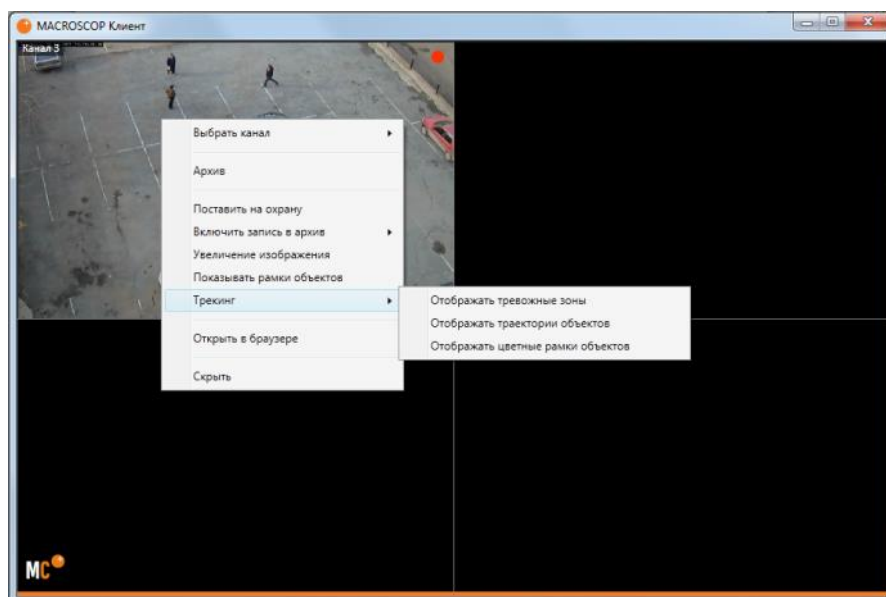 MACROSCOP Клиент
Канал 3
Выбрать канал
Архив
Поставить на охрану
Включить запись в архив
Увеличение изображения
Показывать рамки объектов
Трекинг
Отображать тревожные зоны
Отображать траектории объектов
Отображать цветные рамки объектов
Открыть в браузере
Скрыть
MC